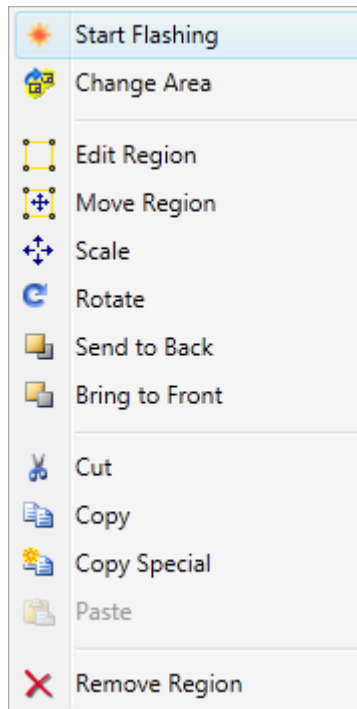 Start Flashing
Change Area
Edit Region
Move Region
Scale
Rotate
Send to Back
Bring to Front
Cut
Copy
Copy Special
Paste
Remove Region